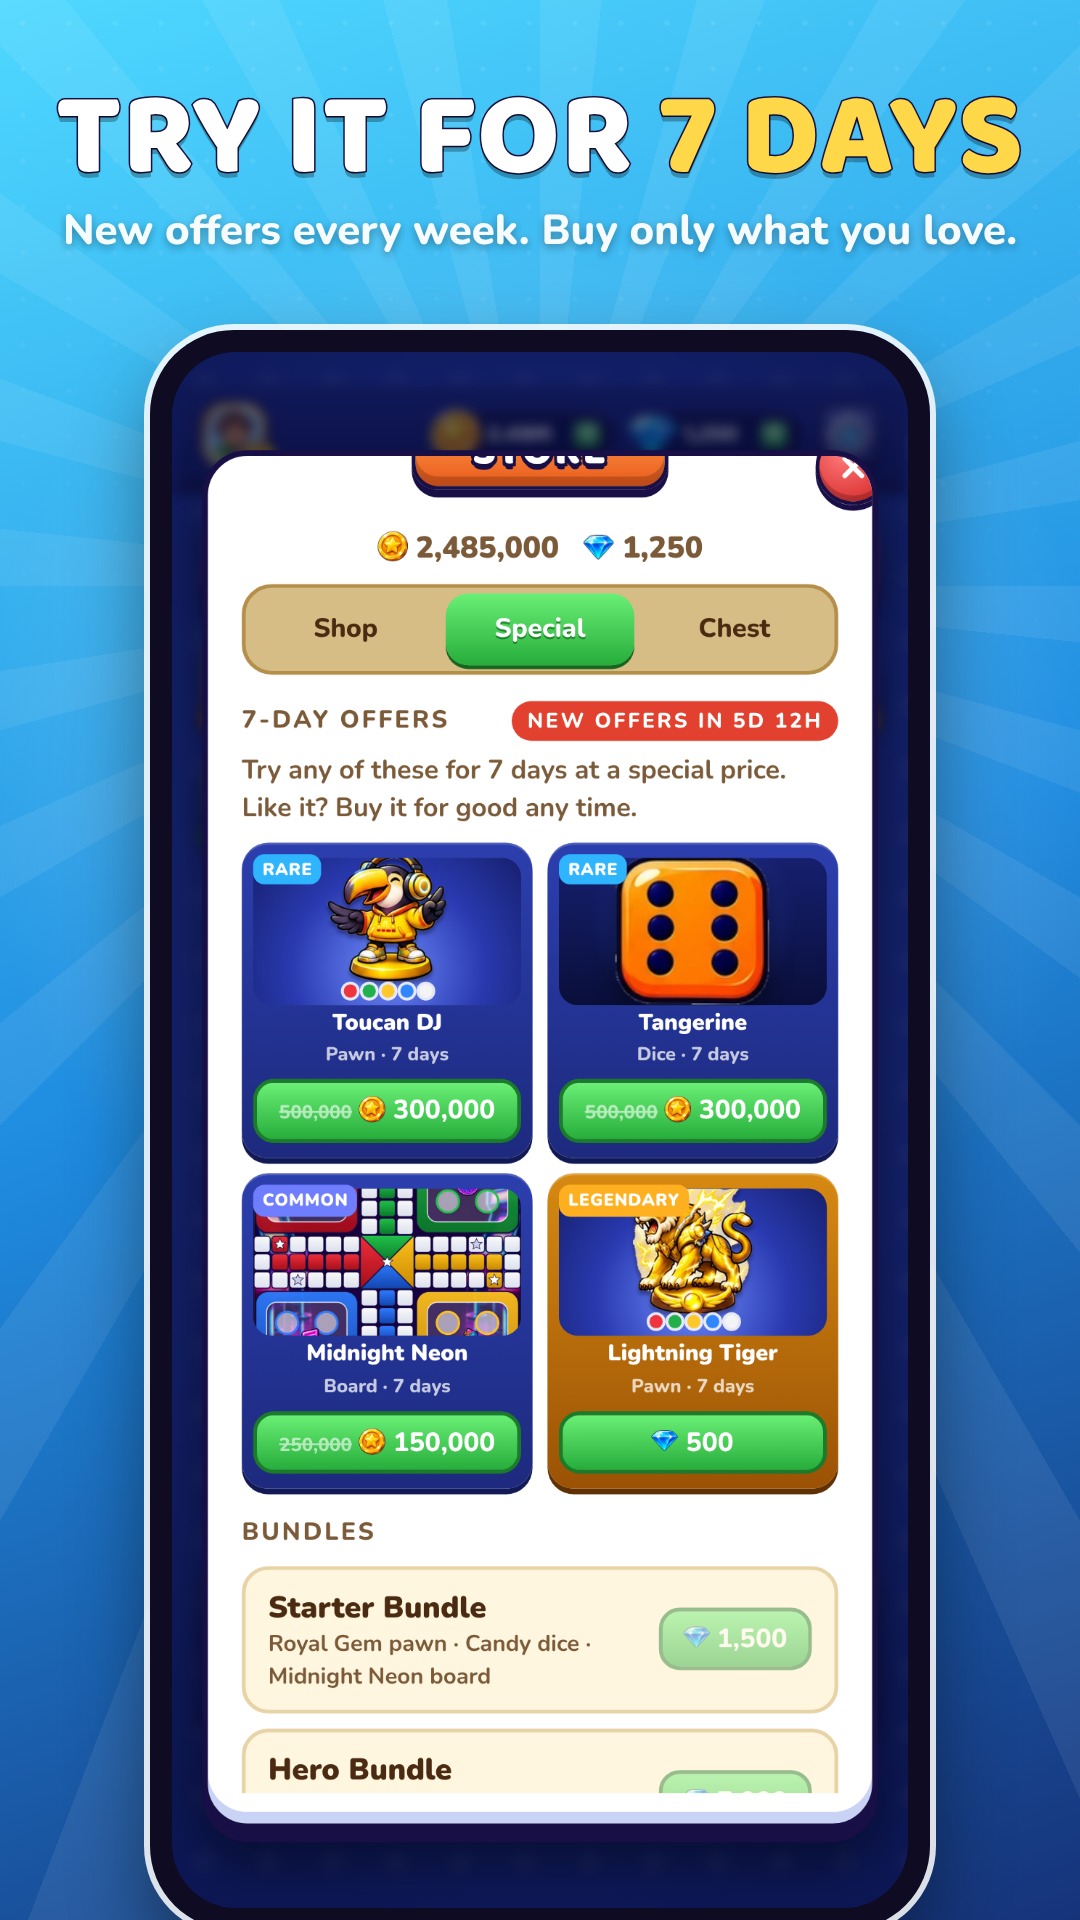 TRY IT FOR 7 DAYS
New offers every week. Buy only what you love.
STORE
2,485,000 1,250
Shop Special Chest
7-DAY OFFERS NEW OFFERS IN 5D 12H
Try any of these for 7 days at a special price.
Like it? Buy it for good any time.
RARE
Toucan DJ
Pawn · 7 days
500,000 300,000
RARE
Tangerine
Dice · 7 days
500,000 300,000
COMMON
Midnight Neon
Board · 7 days
250,000 150,000
LEGENDARY
Lightning Tiger
Pawn · 7 days
500
BUNDLES
Starter Bundle
Royal Gem pawn · Candy dice ·
Midnight Neon board
1,500
Hero Bundle